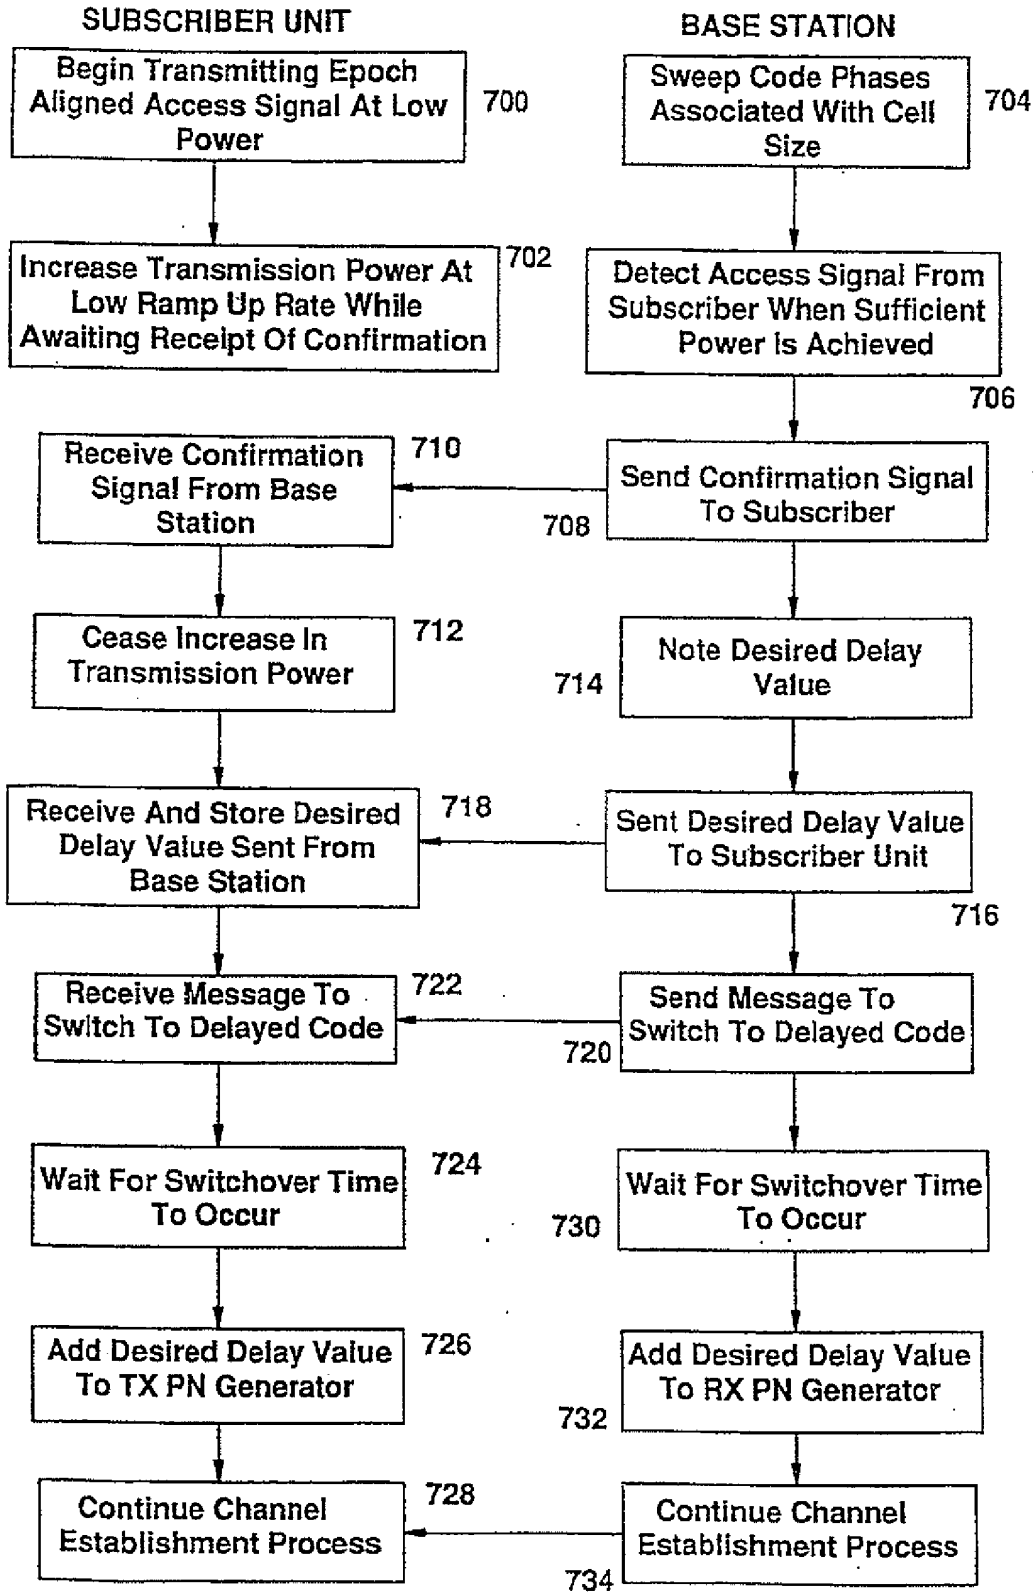 SUBSCRIBER UNIT
BASE STATION
Begin Transmitting Epoch
Aligned Access Signal At Low
Power
700
Sweep Code Phases
Associated With Cell
Size
704
Increase Transmission Power At
Low Ramp Up Rate While
Awaiting Receipt Of Confirmation
702
Detect Access Signal From
Subscriber When Sufficient
Power Is Achieved
706
Receive Confirmation
Signal From Base
Station
710
Send Confirmation Signal
To Subscriber
708
Cease Increase In
Transmission Power
712
Note Desired Delay
Value
714
Receive And Store Desired
Delay Value Sent From
Base Station
718
Sent Desired Delay Value
To Subscriber Unit
716
Receive Message To
Switch To Delayed Code
722
Send Message To
Switch To Delayed Code
720
Wait For Switchover Time
To Occur
724
Wait For Switchover Time
To Occur
730
Add Desired Delay Value
To TX PN Generator
726
Add Desired Delay Value
To RX PN Generator
732
Continue Channel
Establishment Process
728
Continue Channel
Establishment Process
734